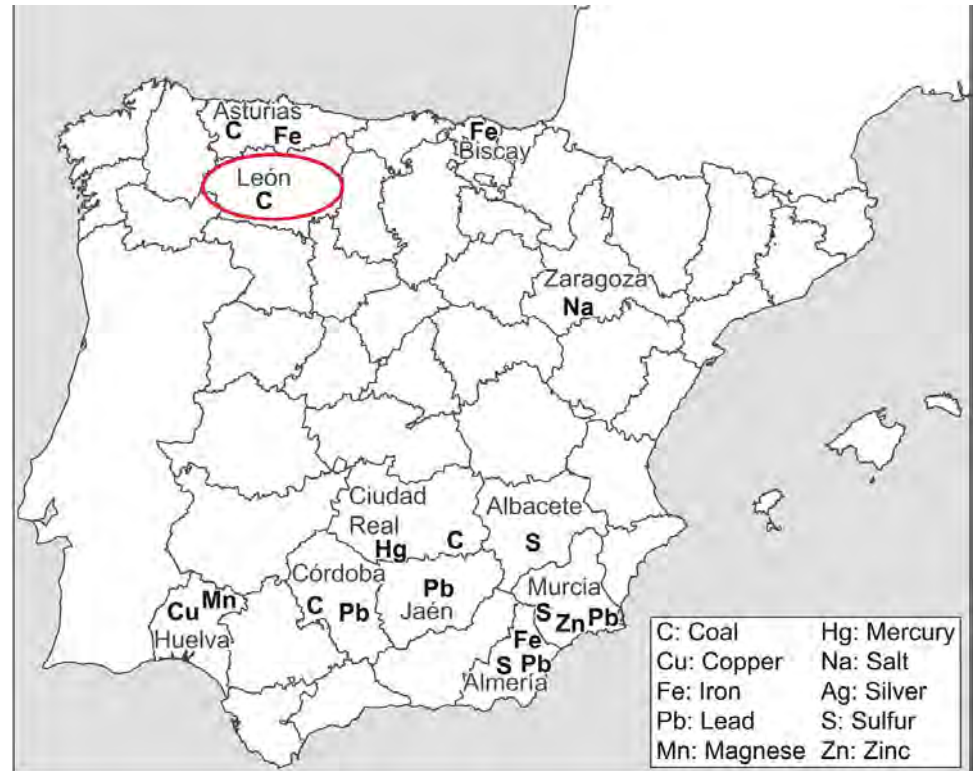 Asturias
C Fe
Fe
Biscay
León
C
Zaragoza
Na
Ciudad
Real
Hg C
Albacete
S
Córdoba
C Pb
Pb
Jaén
Murcia
S Zn Pb
Cu Mn
Huelva
Fe
S Pb
Almería
C: Coal
Cu: Copper
Fe: Iron
Pb: Lead
Mn: Magnese
Hg: Mercury
Na: Salt
Ag: Silver
S: Sulfur
Zn: Zinc